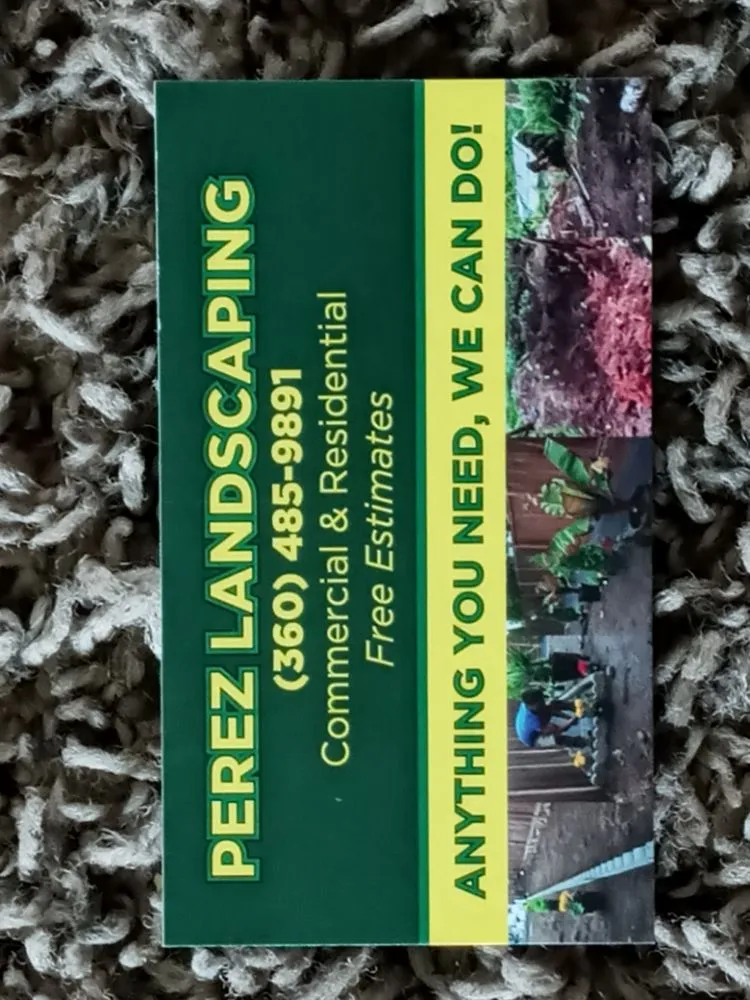 PEREZ LANDSCAPING
(360) 485-9891
Commercial & Residential
Free Estimates
ANYTHING YOU NEED, WE CAN DO!